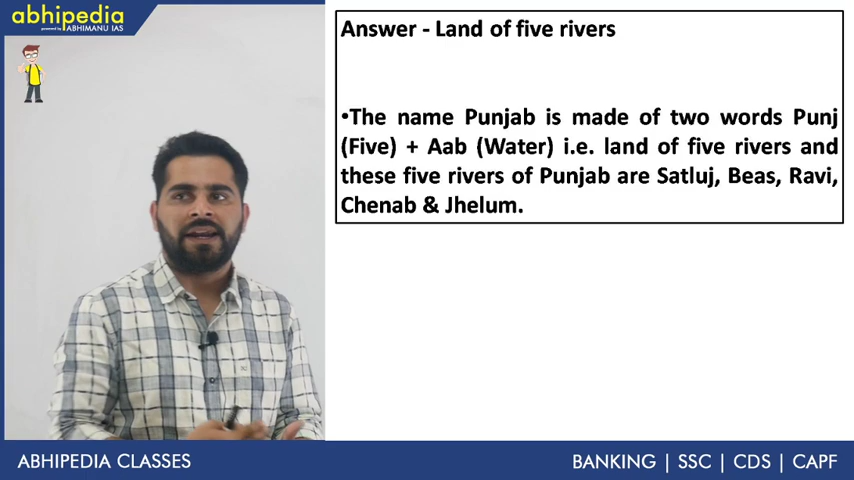 abhipedia
powered by ABHIMANU IAS
Answer - Land of five rivers
•The name Punjab is made of two words Punj
(Five) + Aab (Water) i.e. land of five rivers and
these five rivers of Punjab are Satluj, Beas, Ravi,
Chenab & Jhelum.
ABHIPEDIA CLASSES
BANKING | SSC | CDS | CAPF